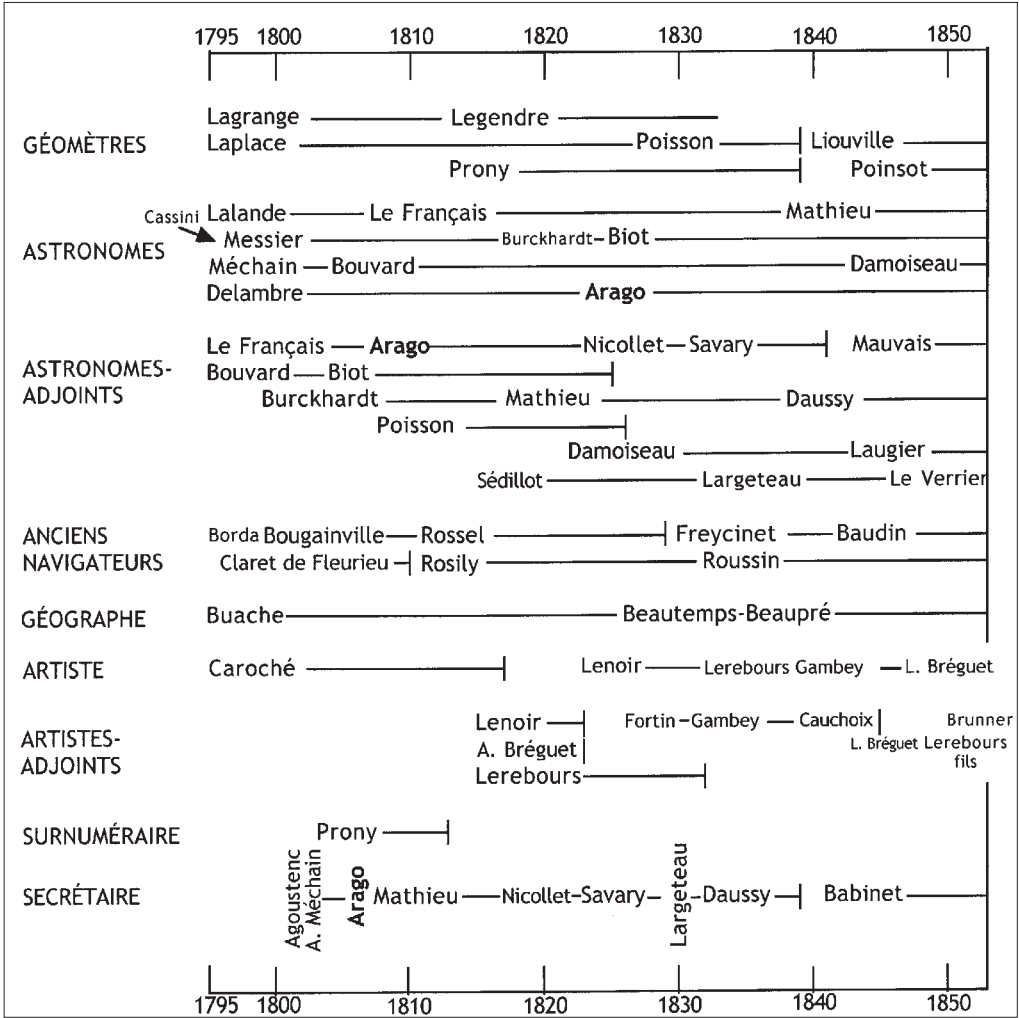 1795 1800 1810 1820 1830 1840 1850
Lagrange Legendre
GÉOMÈTRES Laplace Poisson Liouville
Prony Poinsot
Cassini Lalande Le Français Mathieu
Messier Burckhardt Biot
ASTRONOMES
Méchain Bouvard Damoiseau
Delambre Arago
Le Français Arago Nicollet Savary Mauvais
ASTRONOMES- Bouvard Biot
ADJOINTS Burckhardt Mathieu Daussy
Poisson
Damoiseau Laugier
Sédillot Largeteau Le Verrier
ANCIENS Borda Bougainville Rossel Freycinet Baudin
NAVIGATEURS Claret de Fleurieu Rosily Roussin
GÉOGRAPHE Buache Beautemps-Beaupré
ARTISTE Caroché Lenoir Lerebours Gambey L. Bréguet
Lenoir Fortin Gambey Cauchoix Brunner
ARTISTES- A. Bréguet L. Bréguet Lerebours
ADJOINTS Lerebours fils
SURNUMÉRAIRE Prony
SECRÉTAIRE Agoustenc A. Méchain Arago Mathieu Nicollet Savary Largeteau Daussy Babinet
1795 1800 1810 1820 1830 1840 1850